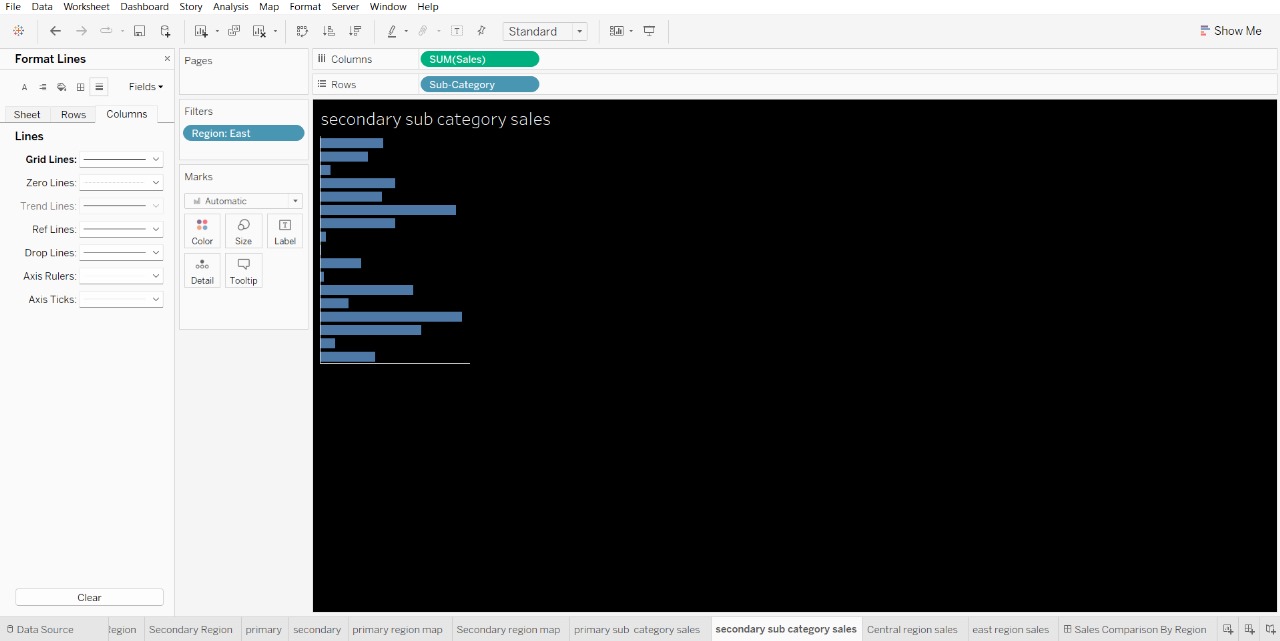 File Data Worksheet Dashboard Story Analysis Map Format Server Window Help
Standard
Show Me
Format Lines
Fields
Sheet Rows Columns
Lines
Grid Lines:
Zero Lines:
Trend Lines:
Ref Lines:
Drop Lines:
Axis Rulers:
Axis Ticks:
Clear
Pages
Filters
Region: East
Marks
Automatic
Color Size Label
Detail Tooltip
Columns SUM(Sales)
Rows Sub-Category
secondary sub category sales
Data Source Region Secondary Region primary secondary primary region map Secondary region map primary sub category sales secondary sub category sales Central region sales east region sales Sales Comparison By Region